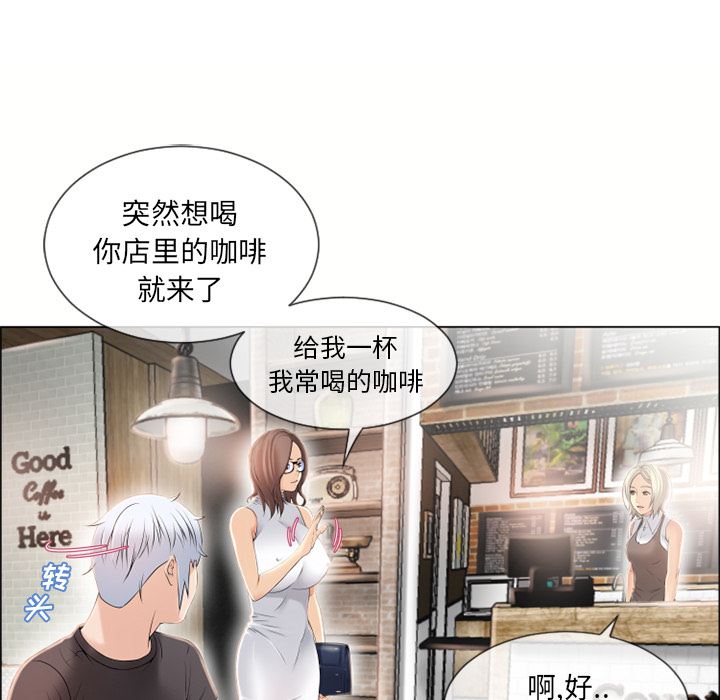 突然想喝
你店里的咖啡
就来了
给我一杯
我常喝的咖啡
Good
Coffee
is
Here
转
头
啊,好..